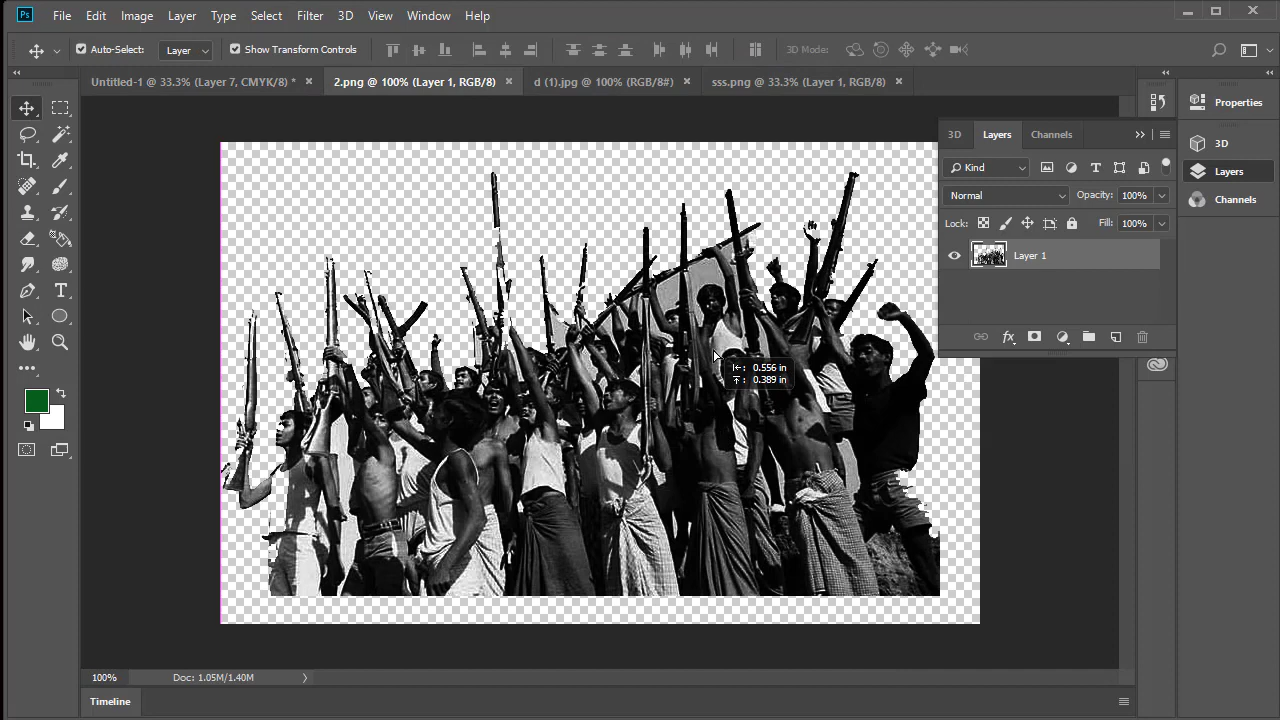 Ps File Edit Image Layer Type Select Filter 3D View Window Help
Auto-Select: Layer Show Transform Controls 3D Mode:
Untitled-1 @ 33.3% (Layer 7, CMYK/8) * 2.png @ 100% (Layer 1, RGB/8) d (1).jpg @ 100% (RGB/8#) sss.png @ 33.3% (Layer 1, RGB/8)
Properties
3D Layers Channels
3D
Kind
Layers
Normal Opacity: 100%
Channels
Lock: Fill: 100%
Layer 1
fx
0.556 in
0.389 in
100% Doc: 1.05M/1.40M
Timeline